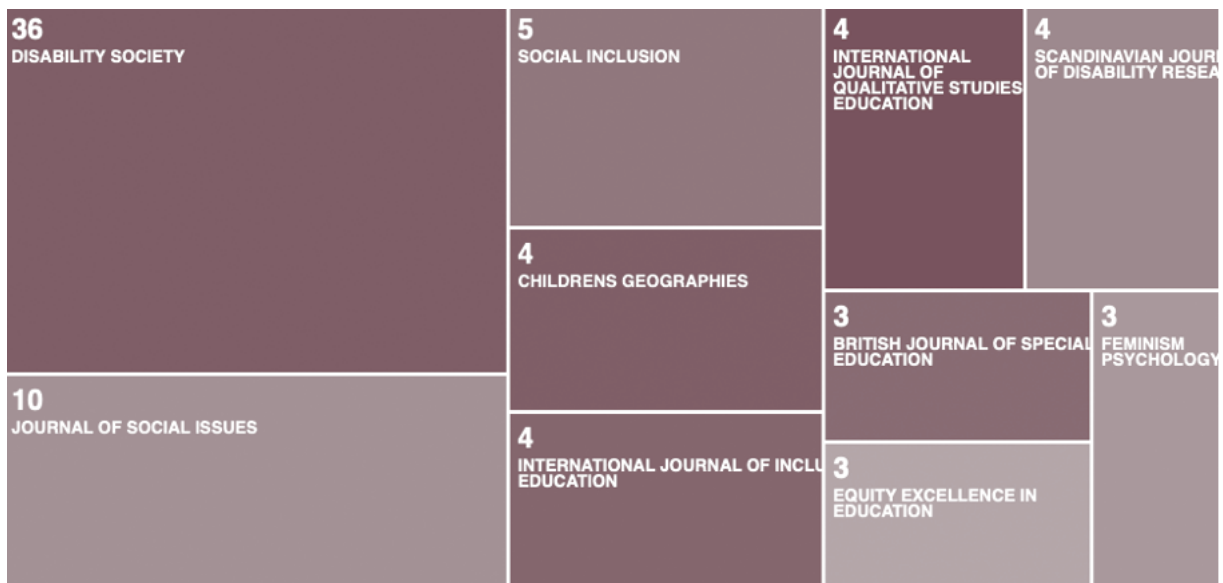 36
DISABILITY SOCIETY
10
JOURNAL OF SOCIAL ISSUES
5
SOCIAL INCLUSION
4
CHILDRENS GEOGRAPHIES
4
INTERNATIONAL JOURNAL OF INCLU
EDUCATION
4
INTERNATIONAL
JOURNAL OF
QUALITATIVE STUDIES
EDUCATION
4
SCANDINAVIAN JOUR
OF DISABILITY RESEA
3
BRITISH JOURNAL OF SPECIAL
EDUCATION
3
EQUITY EXCELLENCE IN
EDUCATION
3
FEMINISM
PSYCHOLOGY